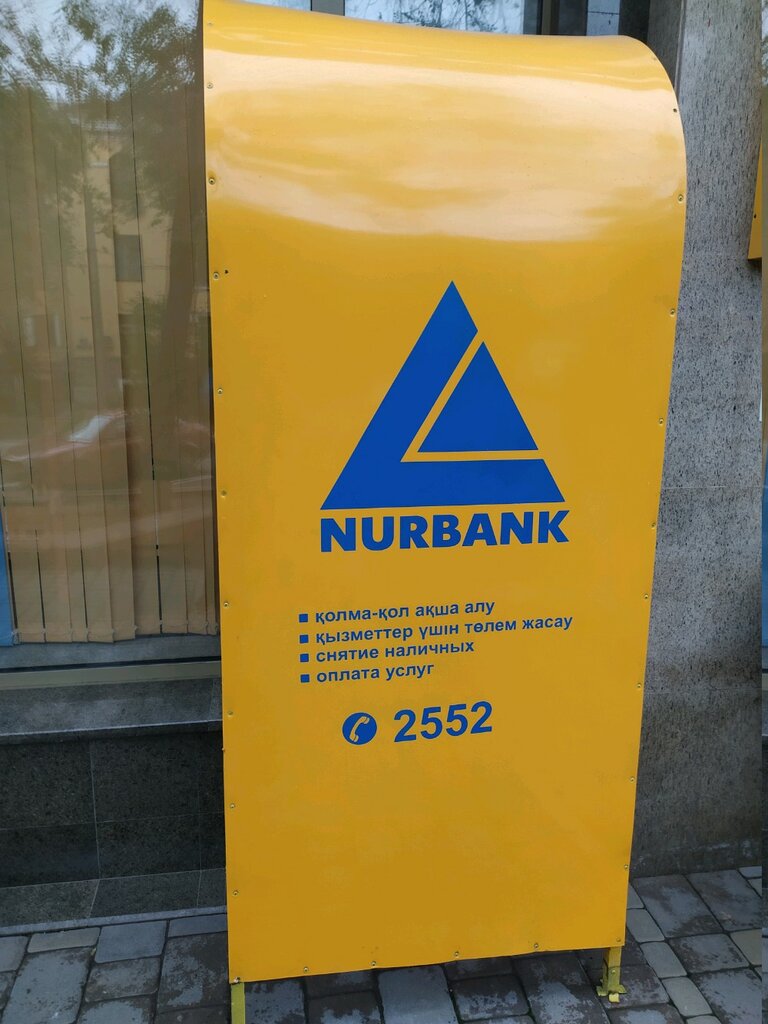 NURBANK
▪ қолма-қол ақша алу
▪ қызметтер үшін төлем жасау
▪ снятие наличных
▪ оплата услуг
2552